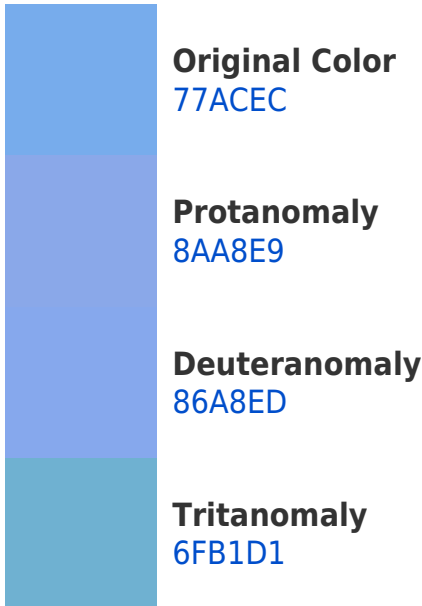 Original Color
77ACEC
Protanomaly
8AA8E9
Deuteranomaly
86A8ED
Tritanomaly
6FB1D1